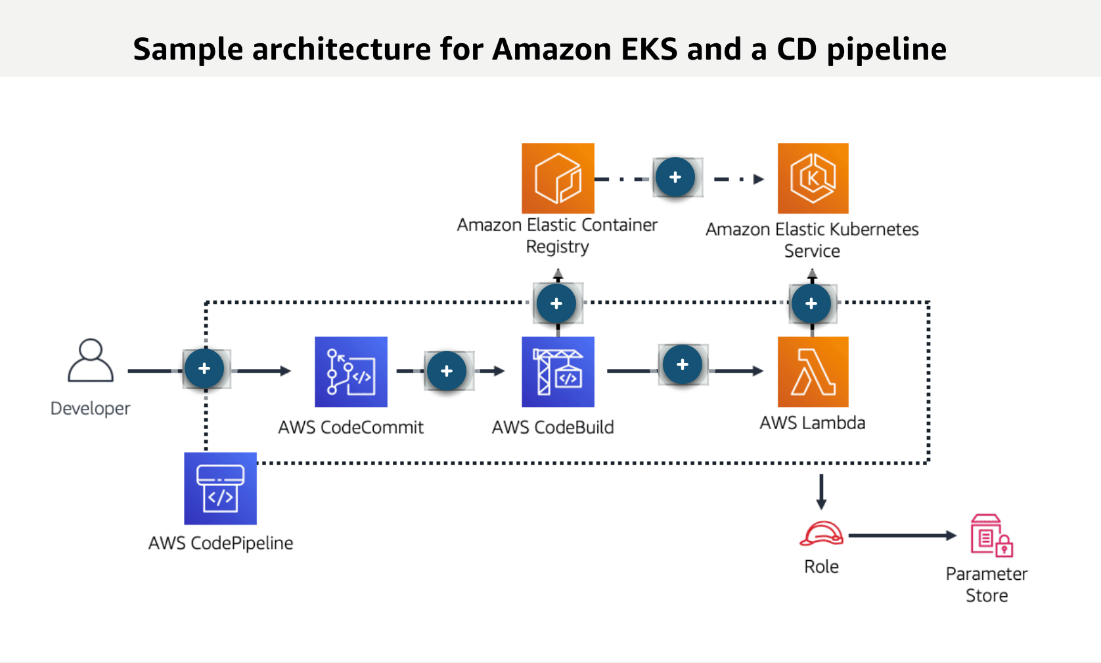 Sample architecture for Amazon EKS and a CD pipeline
Amazon Elastic Container
Registry
Amazon Elastic Kubernetes
Service
Developer
AWS CodeCommit
AWS CodeBuild
AWS Lambda
AWS CodePipeline
Role
Parameter
Store